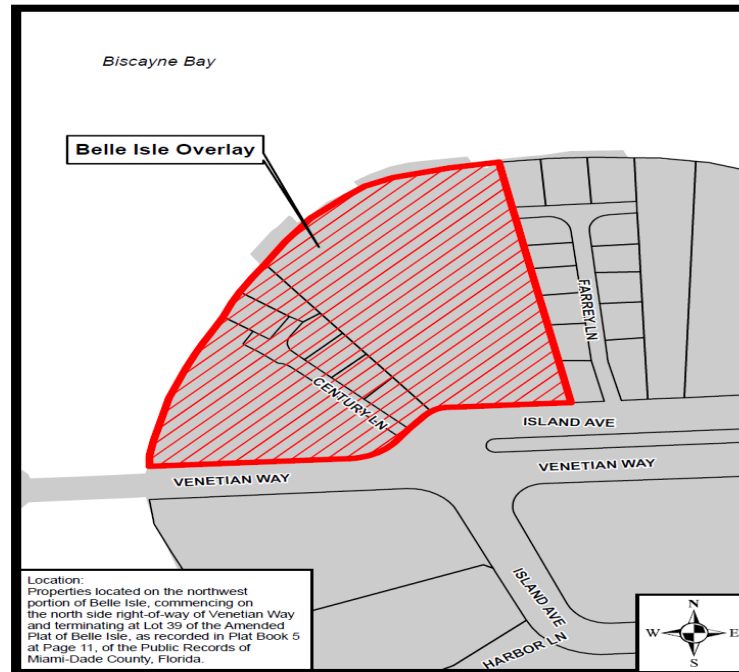 Biscayne Bay
Belle Isle Overlay
FARREY LN
CENTURY LN
ISLAND AVE
VENETIAN WAY
VENETIAN WAY
ISLAND AVE
HARBOR LN
Location:
Properties located on the northwest
portion of Belle Isle, commencing on
the north side right-of-way of Venetian Way
and terminating at Lot 39 of the Amended
Plat of Belle Isle, as recorded in Plat Book 5
at Page 11, of the Public Records of
Miami-Dade County, Florida.
N
W E
S